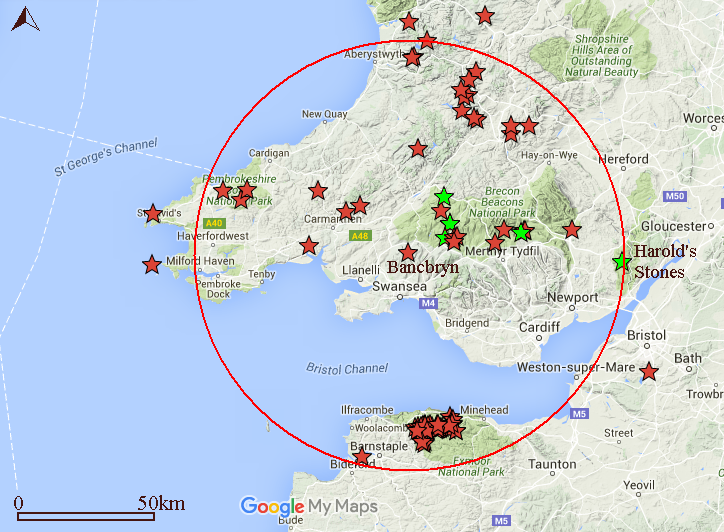 Aberystwyth
Shropshire
Hills Area of
Outstanding
Natural Beauty
New Quay
Worces
St George's Channel
Cardigan
Hay-on-Wye
Hereford
Pembrokeshire
National Park
Brecon
Beacons
National Park
M50
St David's
A40
Carmarthen
A48
Gloucester
Haverfordwest
Merthyr Tydfil
Harold's
Stones
Milford Haven
Bancbryn
Tenby
Llanelli
Pembroke
Dock
Swansea
M4
Newport
Bridgend
Cardiff
Bristol
Bristol Channel
Weston-super-Mare
Bath
Trowbr
Ilfracombe
Minehead
M5
Woolacombe
Street
Barnstaple
Exmoor
National Park
Bideford
Taunton
Yeovil
0
50km
Google My Maps
Bude
M5